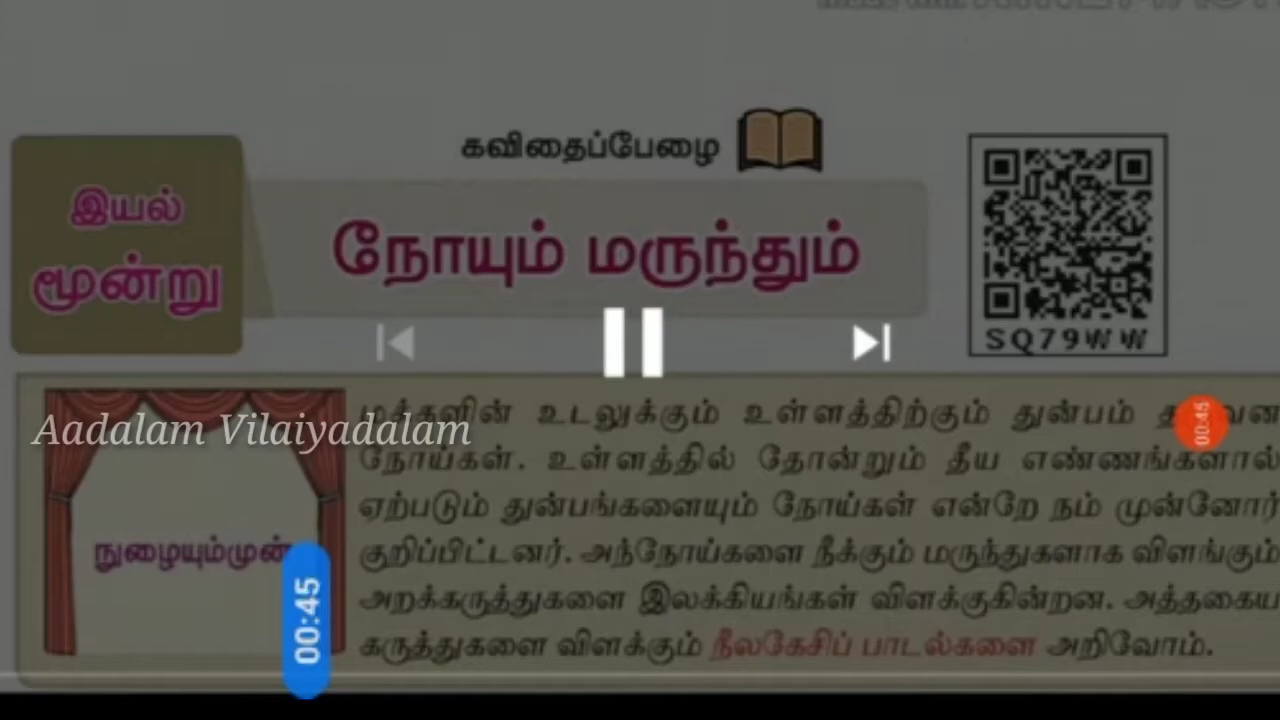 கவிதைப்பேழை
இயல்
மூன்று
நோயும் மருந்தும்
SQ79WW
Aadalam Vilaiyadalam
மக்களின் உடலுக்கும் உள்ளத்திற்கும் துன்பம்
நோய்கள். உள்ளத்தில் தோன்றும் தீய எண்ணங்களால்
ஏற்படும் துன்பங்களையும் நோய்கள் என்றே நம் முன்னோர்
குறிப்பிட்டனர். அந்நோய்களை நீக்கும் மருந்துகளாக விளங்கும்
அறக்கருத்துகளை இலக்கியங்கள் விளக்குகின்றன. அத்தகைய
கருத்துகளை விளக்கும் நீலகேசிப் பாடல்களை அறிவோம்.
நுழையும்முன்
00:45
00:45